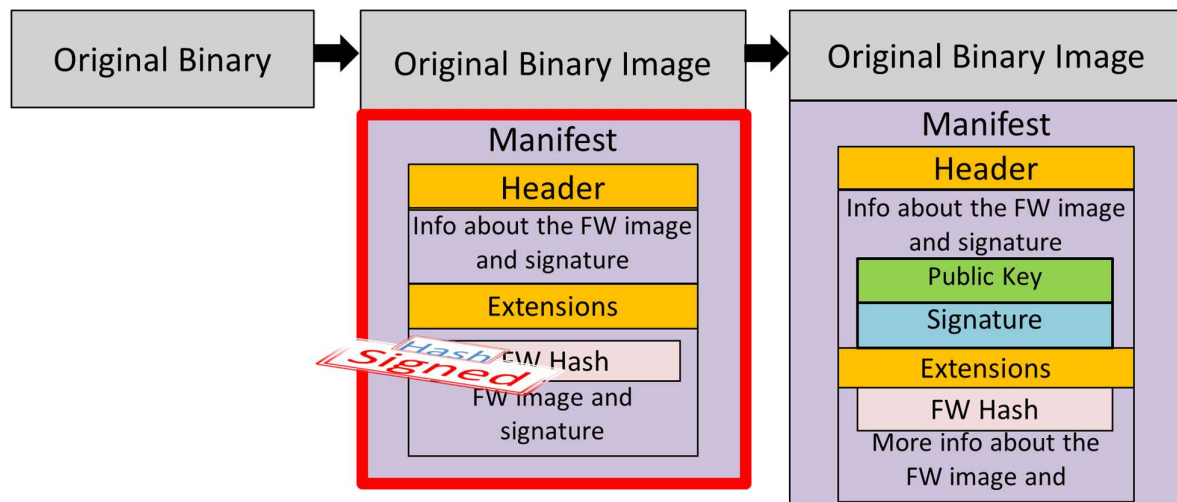 Original Binary
Original Binary Image
Manifest
Header
Info about the FW image
and signature
Extensions
Hash
Signed
FW Hash
FW image and
signature
Original Binary Image
Manifest
Header
Info about the FW image
and signature
Public Key
Signature
Extensions
FW Hash
More info about the
FW image and